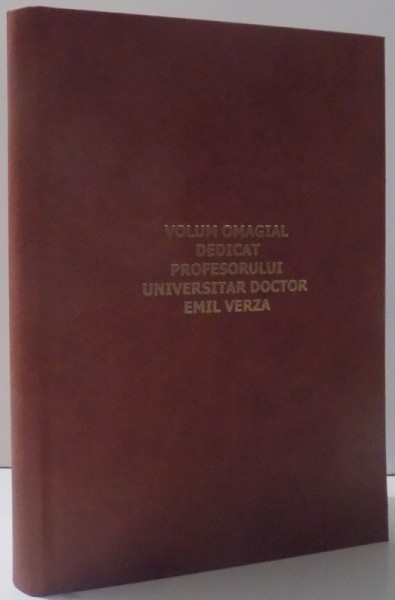 VOLUM OMAGIAL
DEDICAT
PROFESORULUI
UNIVERSITAR DOCTOR
EMIL VERZA